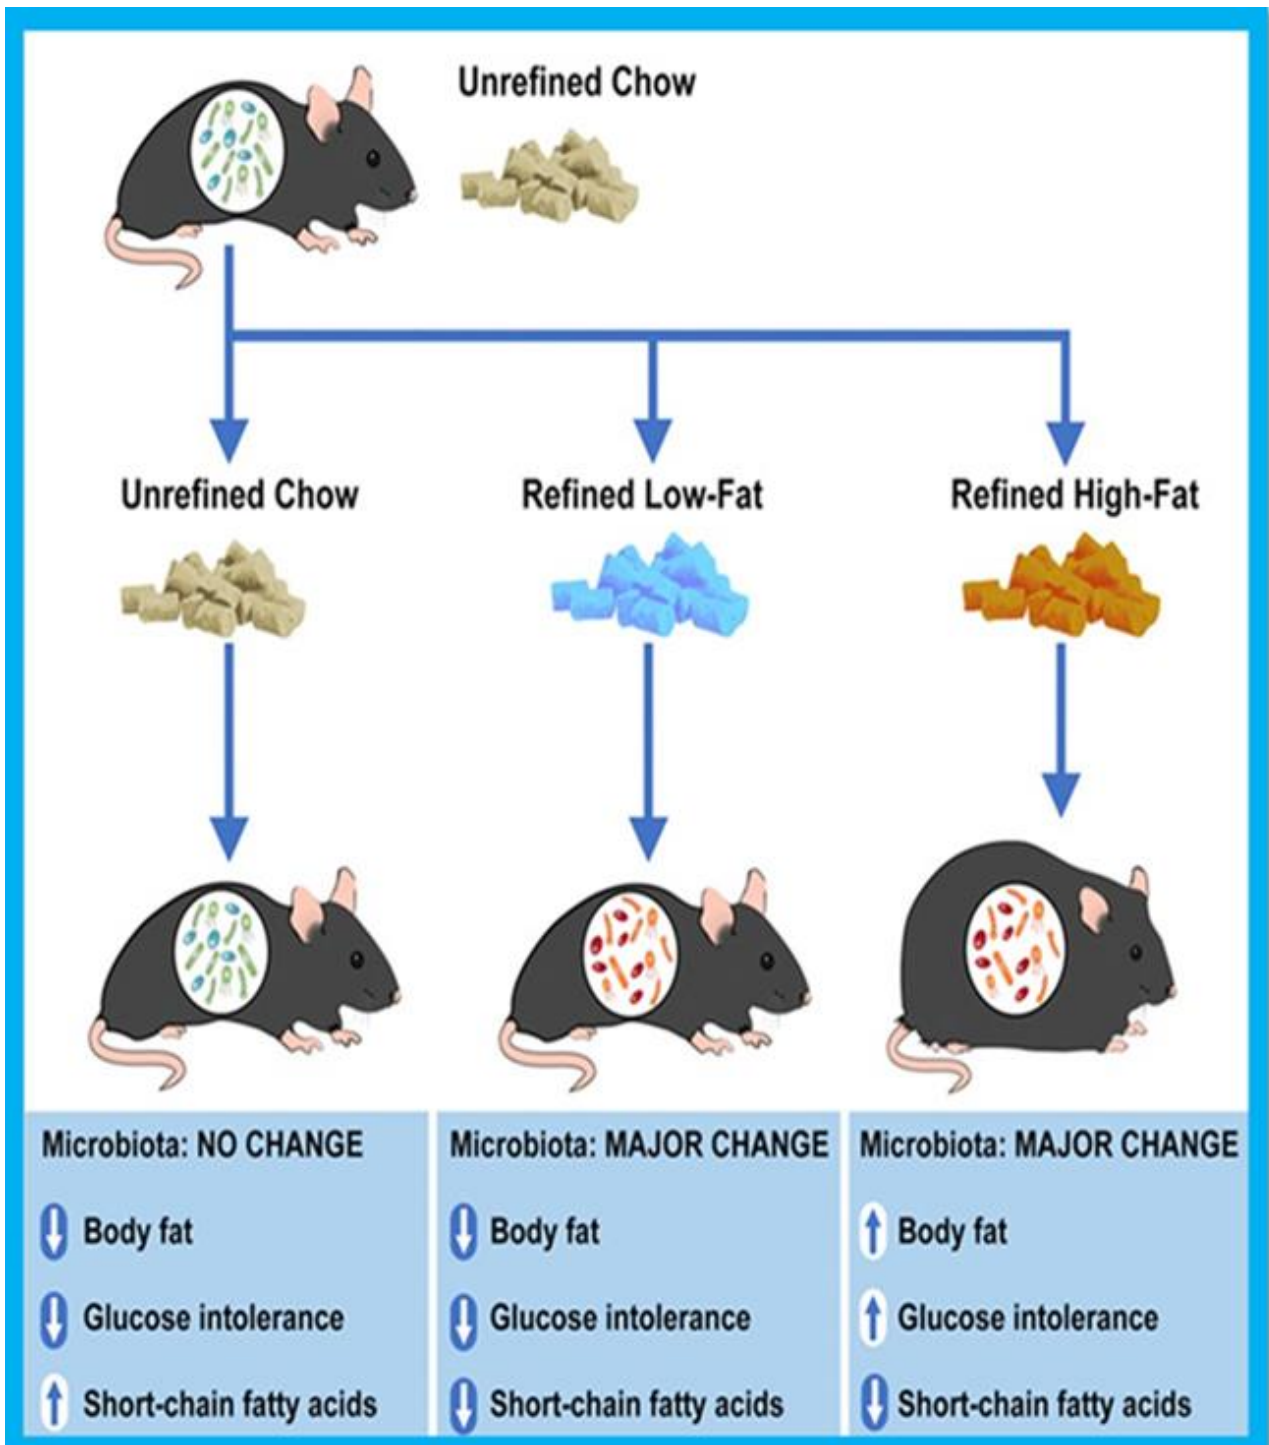 Unrefined Chow
Unrefined Chow
Refined Low-Fat
Refined High-Fat
Microbiota: NO CHANGE
Body fat
Glucose intolerance
Short-chain fatty acids
Microbiota: MAJOR CHANGE
Body fat
Glucose intolerance
Short-chain fatty acids
Microbiota: MAJOR CHANGE
Body fat
Glucose intolerance
Short-chain fatty acids